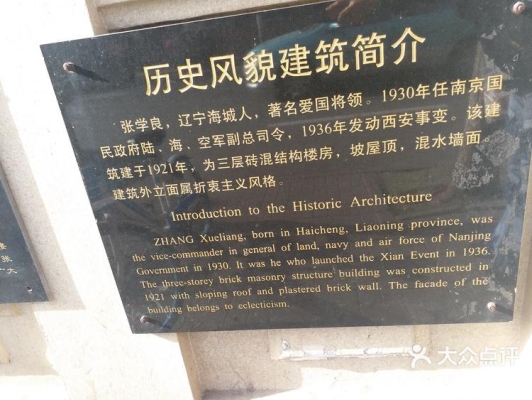 历史风貌建筑简介
张学良，辽宁海城人，著名爱国将领。1930年任南京国
民政府陆、海、空军副总司令，1936年发动西安事变。该建
筑建于1921年，为三层砖混结构楼房，坡屋顶，混水墙面。
建筑外立面属折衷主义风格。
Introduction to the Historic Architecture
ZHANG Xueliang, born in Haicheng, Liaoning province, was
the vice-commander in general of land, navy and air force of Nanjing
Government in 1930. It was he who launched the Xian Event in 1936.
The three-storey brick masonry structure building was constructed in
1921 with sloping roof and plastered brick wall. The facade of the
building belongs to eclecticism.
张
大
大众点评